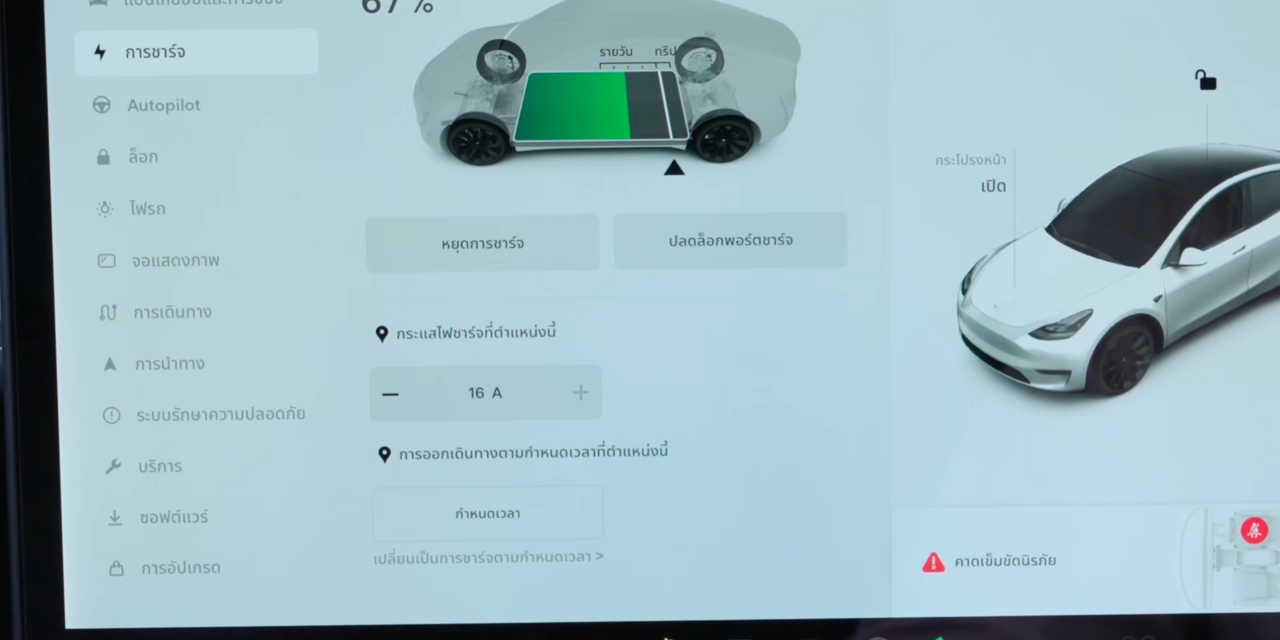 67 %
การชาร์จ
รายวัน
ทริป
Autopilot
ล็อก
ไฟรถ
จอแสดงภาพ
การเดินทาง
การนำทาง
ระบบรักษาความปลอดภัย
บริการ
ซอฟต์แวร์
การอัปเกรด
หยุดการชาร์จ
ปลดล็อกพอร์ตชาร์จ
กระแสไฟชาร์จที่ตำแหน่งนี้
16 A
การออกเดินทางตามกำหนดเวลาที่ตำแหน่งนี้
กำหนดเวลา
เปลี่ยนเป็นการชาร์จตามกำหนดเวลา >
กระโปรงหน้า
เปิด
คาดเข็มขัดนิรภัย